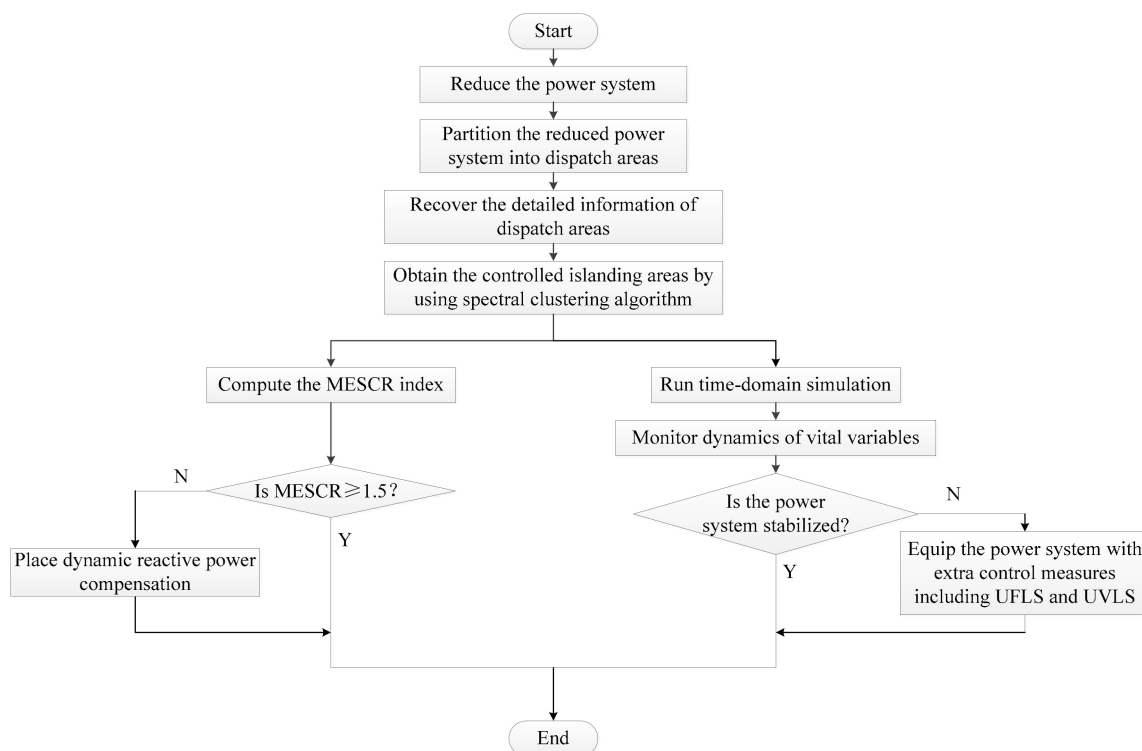 Start
Reduce the power system
Partition the reduced power
system into dispatch areas
Recover the detailed information of
dispatch areas
Obtain the controlled islanding areas by
using spectral clustering algorithm
Compute the MESCR index
Is MESCR≥1.5?
N
Y
Place dynamic reactive power
compensation
Run time-domain simulation
Monitor dynamics of vital variables
Is the power
system stabilized?
N
Y
Equip the power system with
extra control measures
including UFLS and UVLS
End